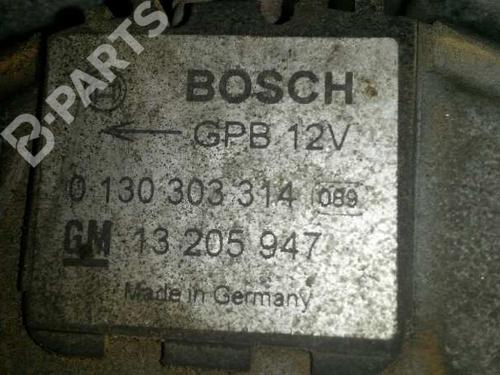 B-PARTS
BOSCH
← GPB 12V
0 130 303 314 089
GM 13 205 947
Made in Germany